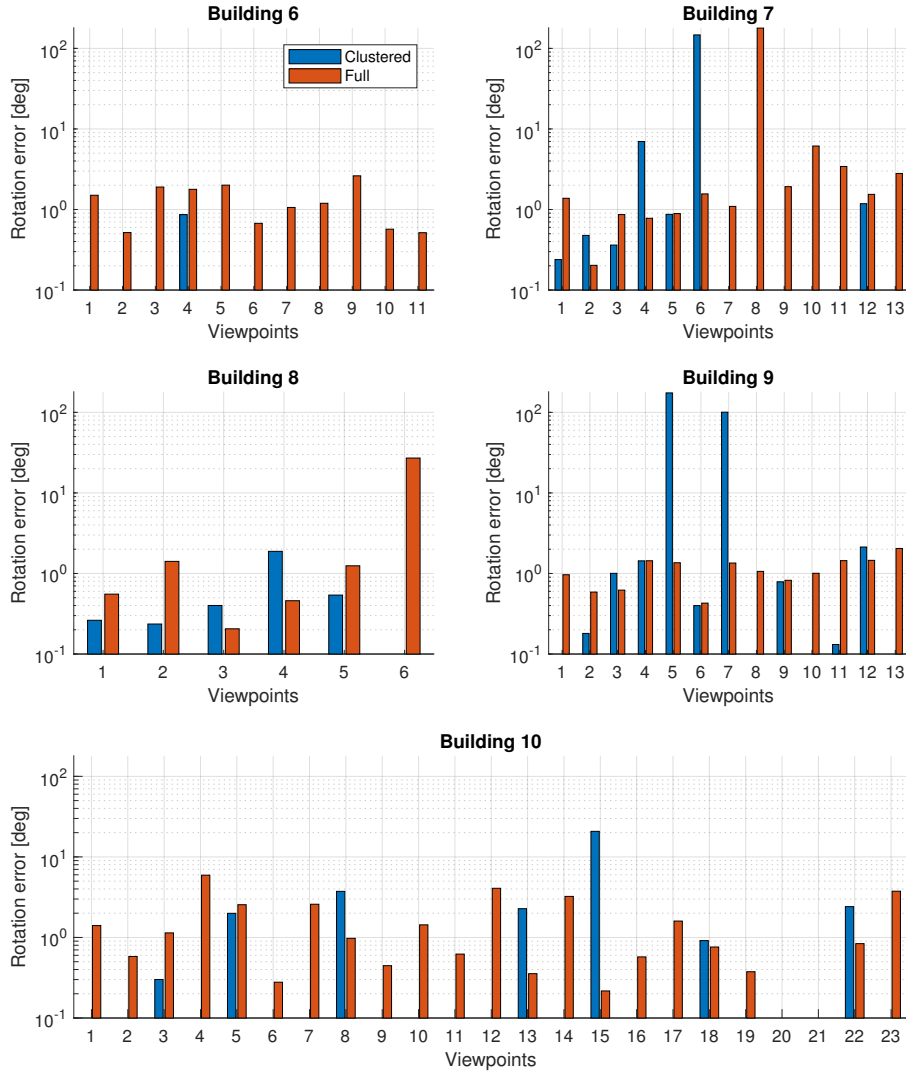 Building 6
Rotation error [deg]
10^2
10^1
10^0
10^-1
Clustered
Full
1 2 3 4 5 6 7 8 9 10 11
Viewpoints
Building 7
Rotation error [deg]
10^2
10^1
10^0
10^-1
1 2 3 4 5 6 7 8 9 10 11 12 13
Viewpoints
Building 8
Rotation error [deg]
10^2
10^1
10^0
10^-1
1 2 3 4 5 6
Viewpoints
Building 9
Rotation error [deg]
10^2
10^1
10^0
10^-1
1 2 3 4 5 6 7 8 9 10 11 12 13
Viewpoints
Building 10
Rotation error [deg]
10^2
10^1
10^0
10^-1
1 2 3 4 5 6 7 8 9 10 11 12 13 14 15 16 17 18 19 20 21 22 23
Viewpoints